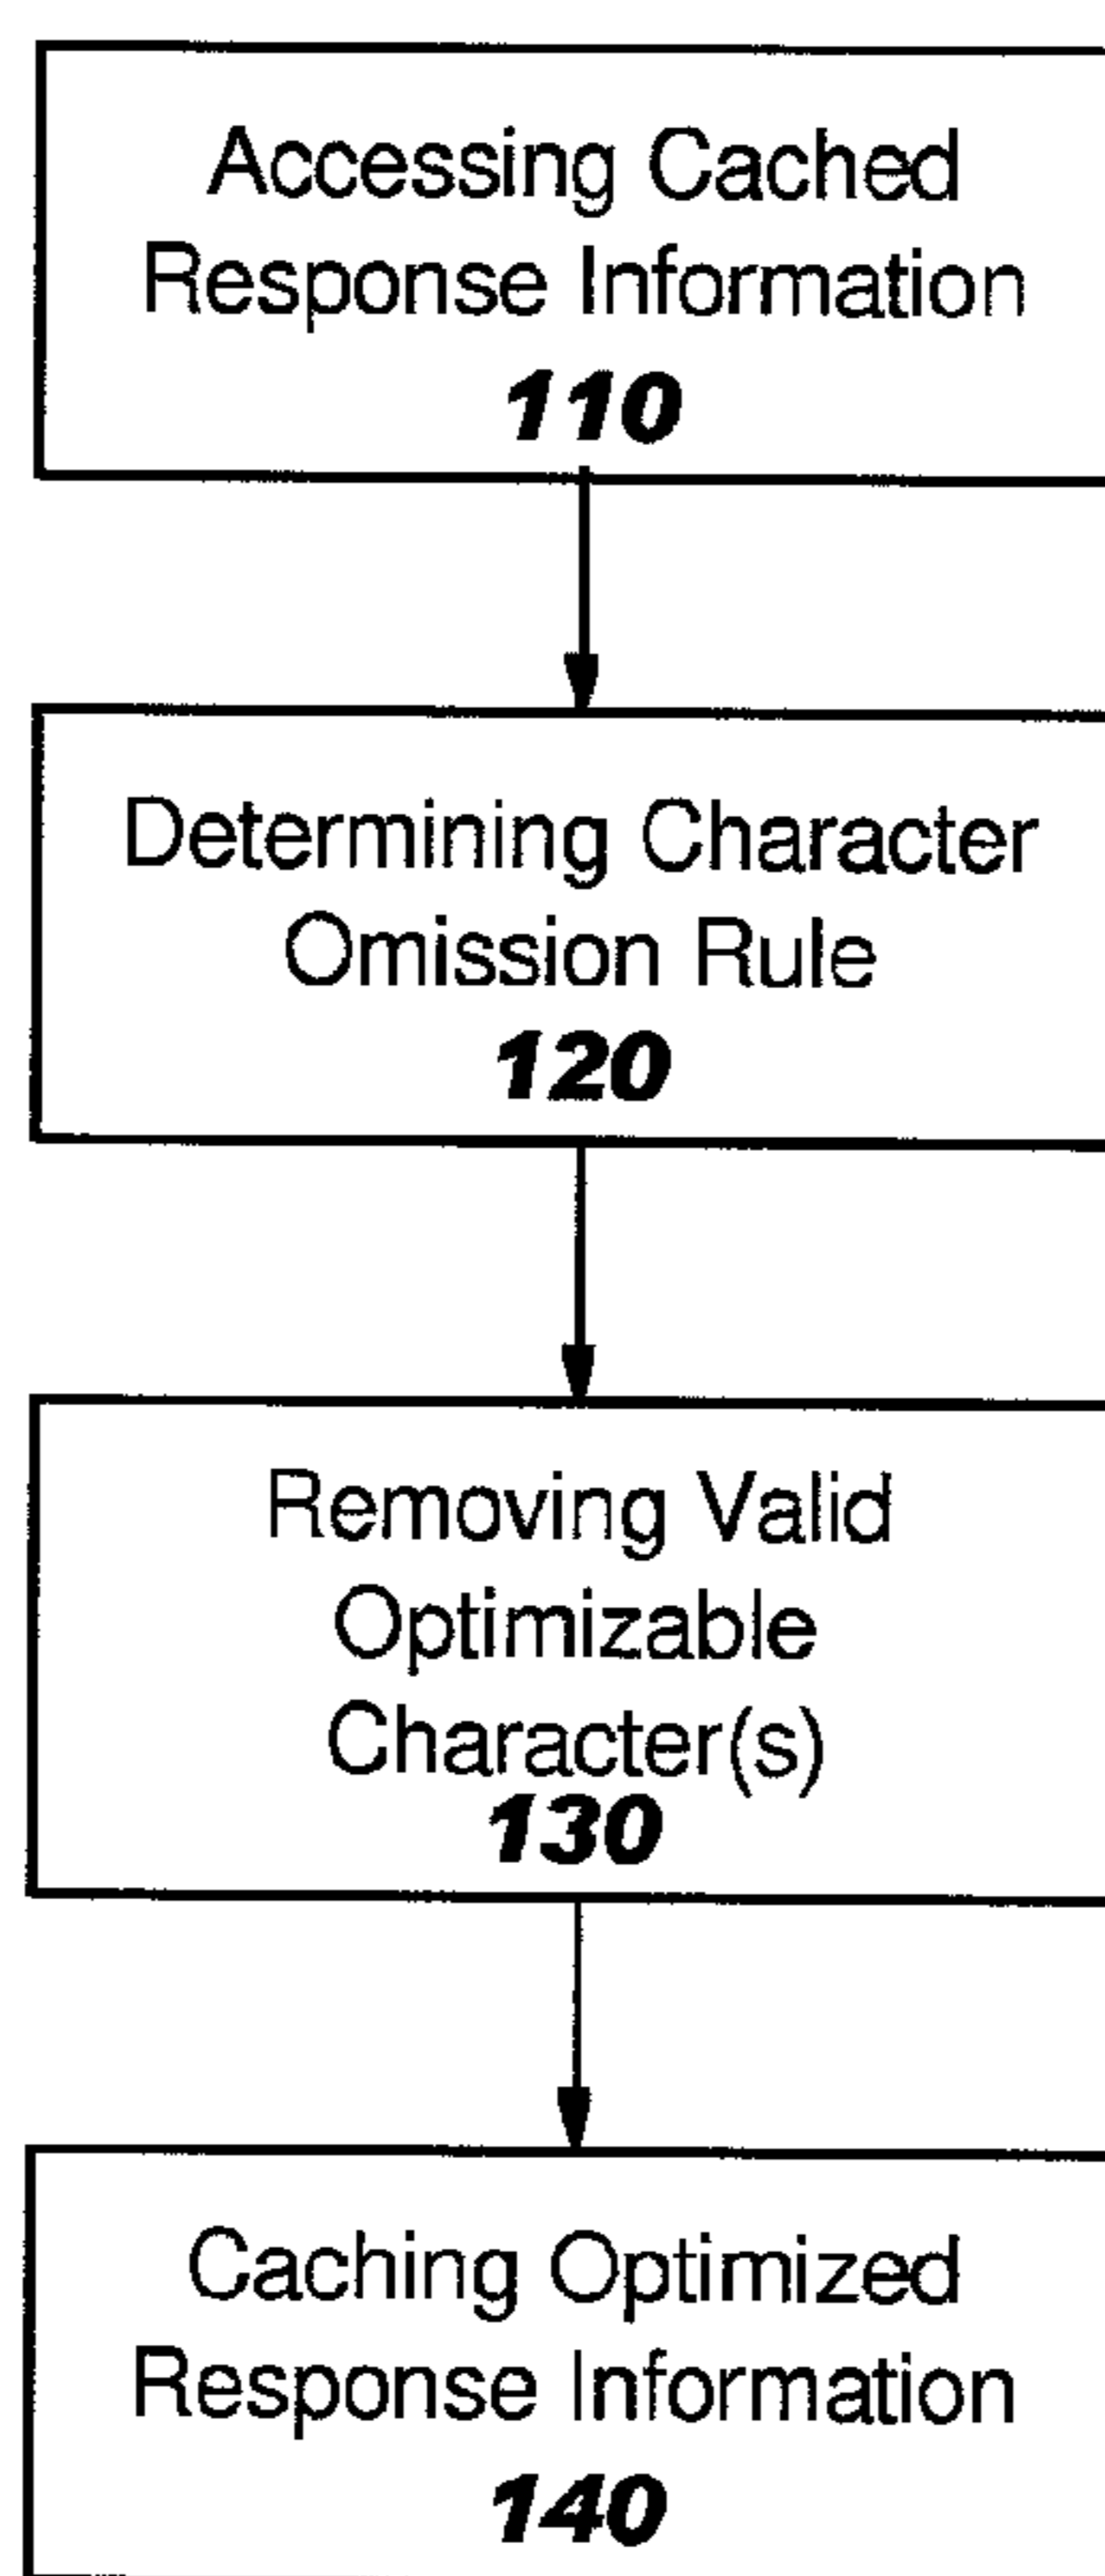 Accessing Cached
Response Information
110
Determining Character
Omission Rule
120
Removing Valid
Optimizable
Character(s)
130
Caching Optimized
Response Information
140